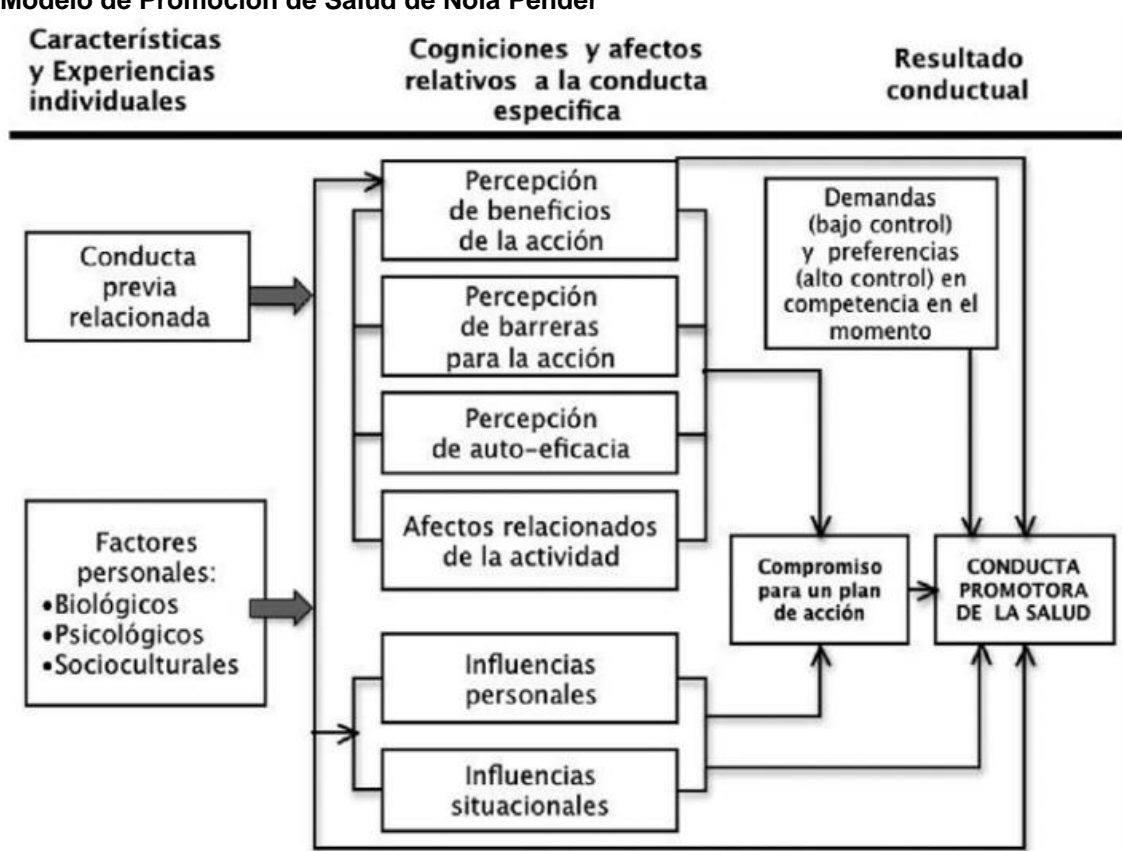 Modelo de Promoción de Salud de Nola Pender
Características
y Experiencias
individuales
Cogniciones y afectos
relativos a la conducta
especifica
Resultado
conductual
Conducta
previa
relacionada
Factores
personales:
•Biológicos
•Psicológicos
•Socioculturales
Percepción
de beneficios
de la acción
Percepción
de barreras
para la acción
Percepción
de auto-eficacia
Afectos relacionados
de la actividad
Influencias
personales
Influencias
situacionales
Demandas
(bajo control)
y preferencias
(alto control) en
competencia en el
momento
Compromiso
para un plan
de acción
CONDUCTA
PROMOTORA
DE LA SALUD